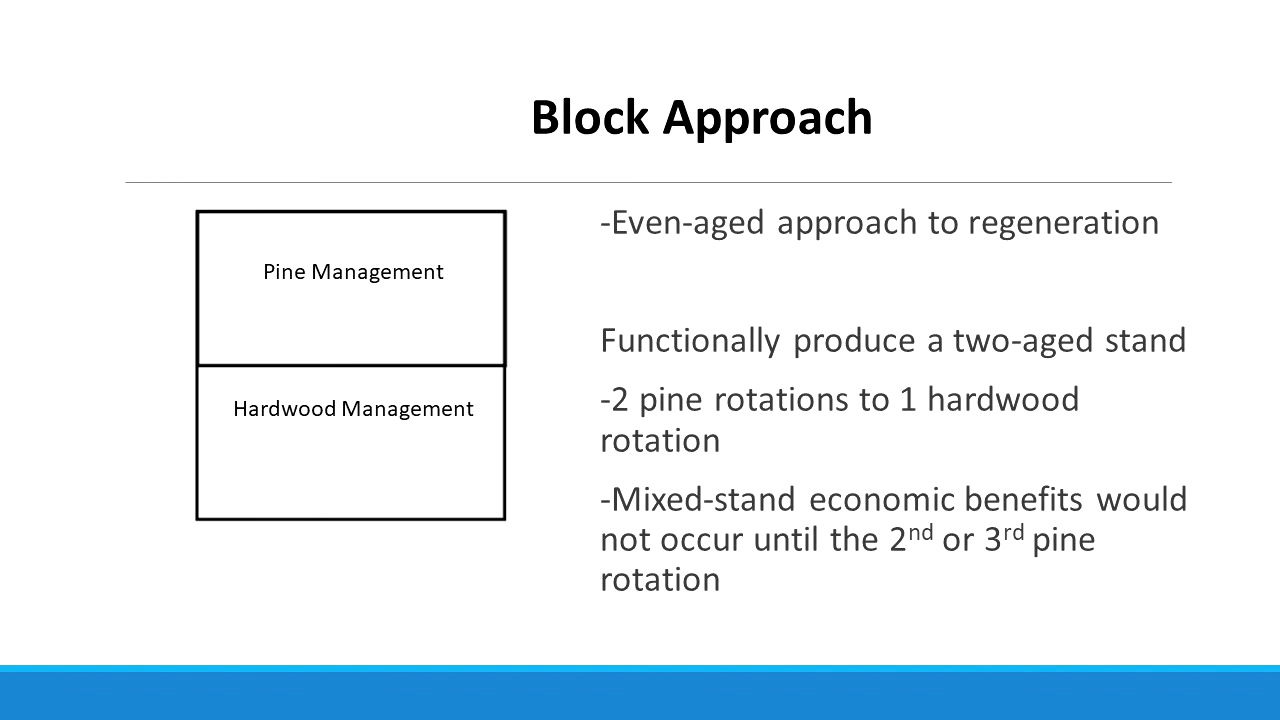 Block Approach
Pine Management
Hardwood Management
-Even-aged approach to regeneration
Functionally produce a two-aged stand
-2 pine rotations to 1 hardwood
rotation
-Mixed-stand economic benefits would
not occur until the 2nd or 3rd pine
rotation